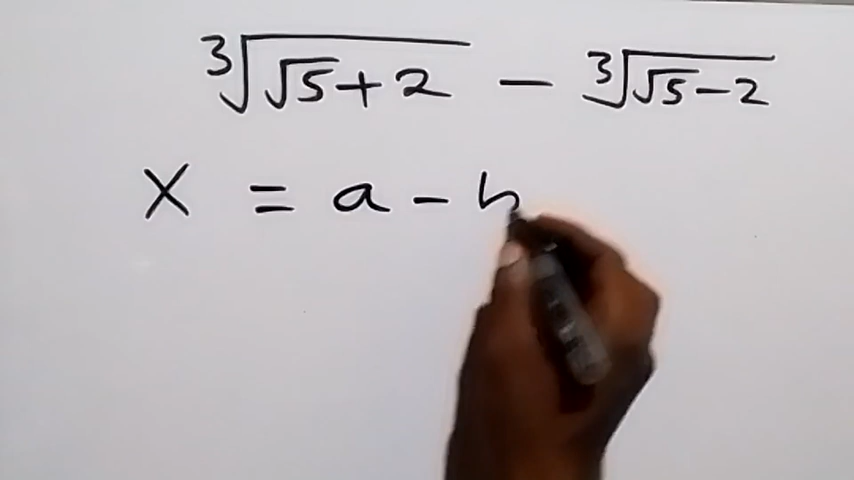 ∛(√5+2) − ∛(√5−2)
X = a − b